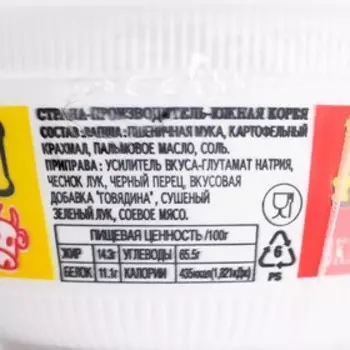 СТРАНА-ПРОИЗВОДИТЕЛЬ-ЮЖНАЯ КОРЕЯ
СОСТАВ:ЛАПША: ПШЕНИЧНАЯ МУКА, КАРТОФЕЛЬНЫЙ
КРАХМАЛ, ПАЛЬМОВОЕ МАСЛО, СОЛЬ.
ПРИПРАВА: УСИЛИТЕЛЬ ВКУСА-ГЛУТАМАТ НАТРИЯ,
ЧЕСНОК ЛУК, ЧЕРНЫЙ ПЕРЕЦ, ВКУСОВАЯ
ДОБАВКА "ГОВЯДИНА", СУШЕНЫЙ
ЗЕЛЕНЫЙ ЛУК, СОЕВОЕ МЯСО.
ПИЩЕВАЯ ЦЕННОСТЬ /100г
ЖИР 14.3г УГЛЕВОДЫ 65.5г
БЕЛОК 11.1г КАЛОРИИ 435ккал(1,821кДж)
6
PS